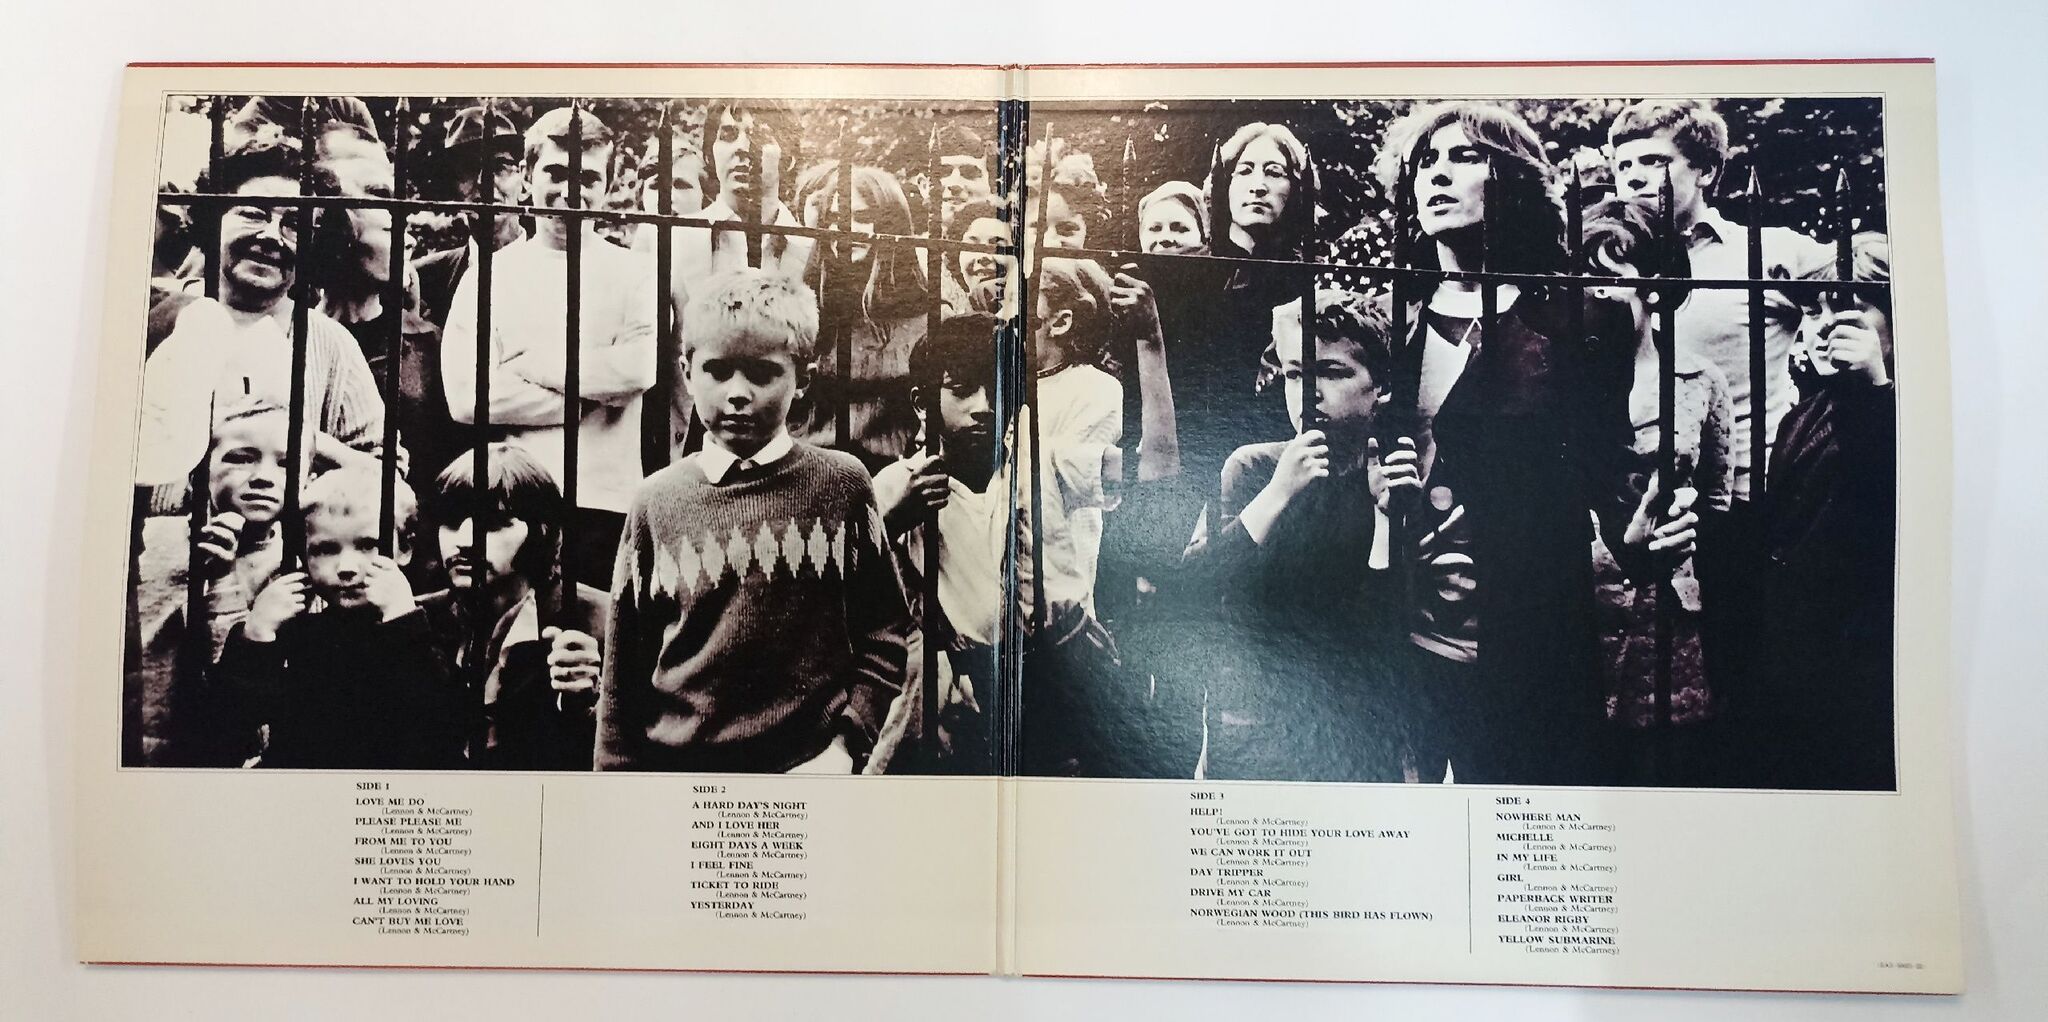 SIDE 1
LOVE ME DO
(Lennon & McCartney)
PLEASE PLEASE ME
(Lennon & McCartney)
FROM ME TO YOU
(Lennon & McCartney)
SHE LOVES YOU
(Lennon & McCartney)
I WANT TO HOLD YOUR HAND
(Lennon & McCartney)
ALL MY LOVING
(Lennon & McCartney)
CAN'T BUY ME LOVE
(Lennon & McCartney)
SIDE 2
A HARD DAY'S NIGHT
(Lennon & McCartney)
AND I LOVE HER
(Lennon & McCartney)
EIGHT DAYS A WEEK
(Lennon & McCartney)
I FEEL FINE
(Lennon & McCartney)
TICKET TO RIDE
(Lennon & McCartney)
YESTERDAY
(Lennon & McCartney)
SIDE 3
HELP!
(Lennon & McCartney)
YOU'VE GOT TO HIDE YOUR LOVE AWAY
(Lennon & McCartney)
WE CAN WORK IT OUT
(Lennon & McCartney)
DAY TRIPPER
(Lennon & McCartney)
DRIVE MY CAR
(Lennon & McCartney)
NORWEGIAN WOOD (THIS BIRD HAS FLOWN)
(Lennon & McCartney)
SIDE 4
NOWHERE MAN
(Lennon & McCartney)
MICHELLE
(Lennon & McCartney)
IN MY LIFE
(Lennon & McCartney)
GIRL
(Lennon & McCartney)
PAPERBACK WRITER
(Lennon & McCartney)
ELEANOR RIGBY
(Lennon & McCartney)
YELLOW SUBMARINE
(Lennon & McCartney)